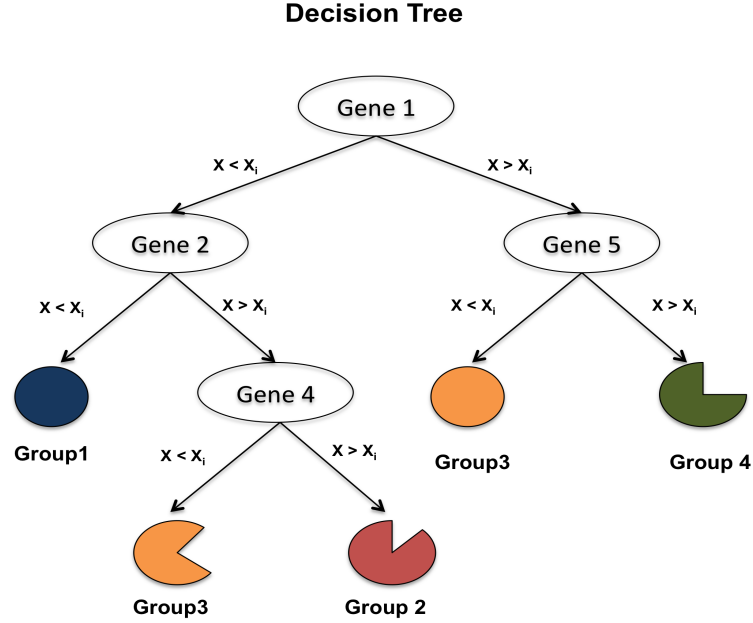 Decision Tree
Gene 1
X < Xi
X > Xi
Gene 2
Gene 5
X < Xi
X > Xi
X < Xi
X > Xi
Gene 4
Group1
X < Xi
X > Xi
Group3
Group 4
Group3
Group 2